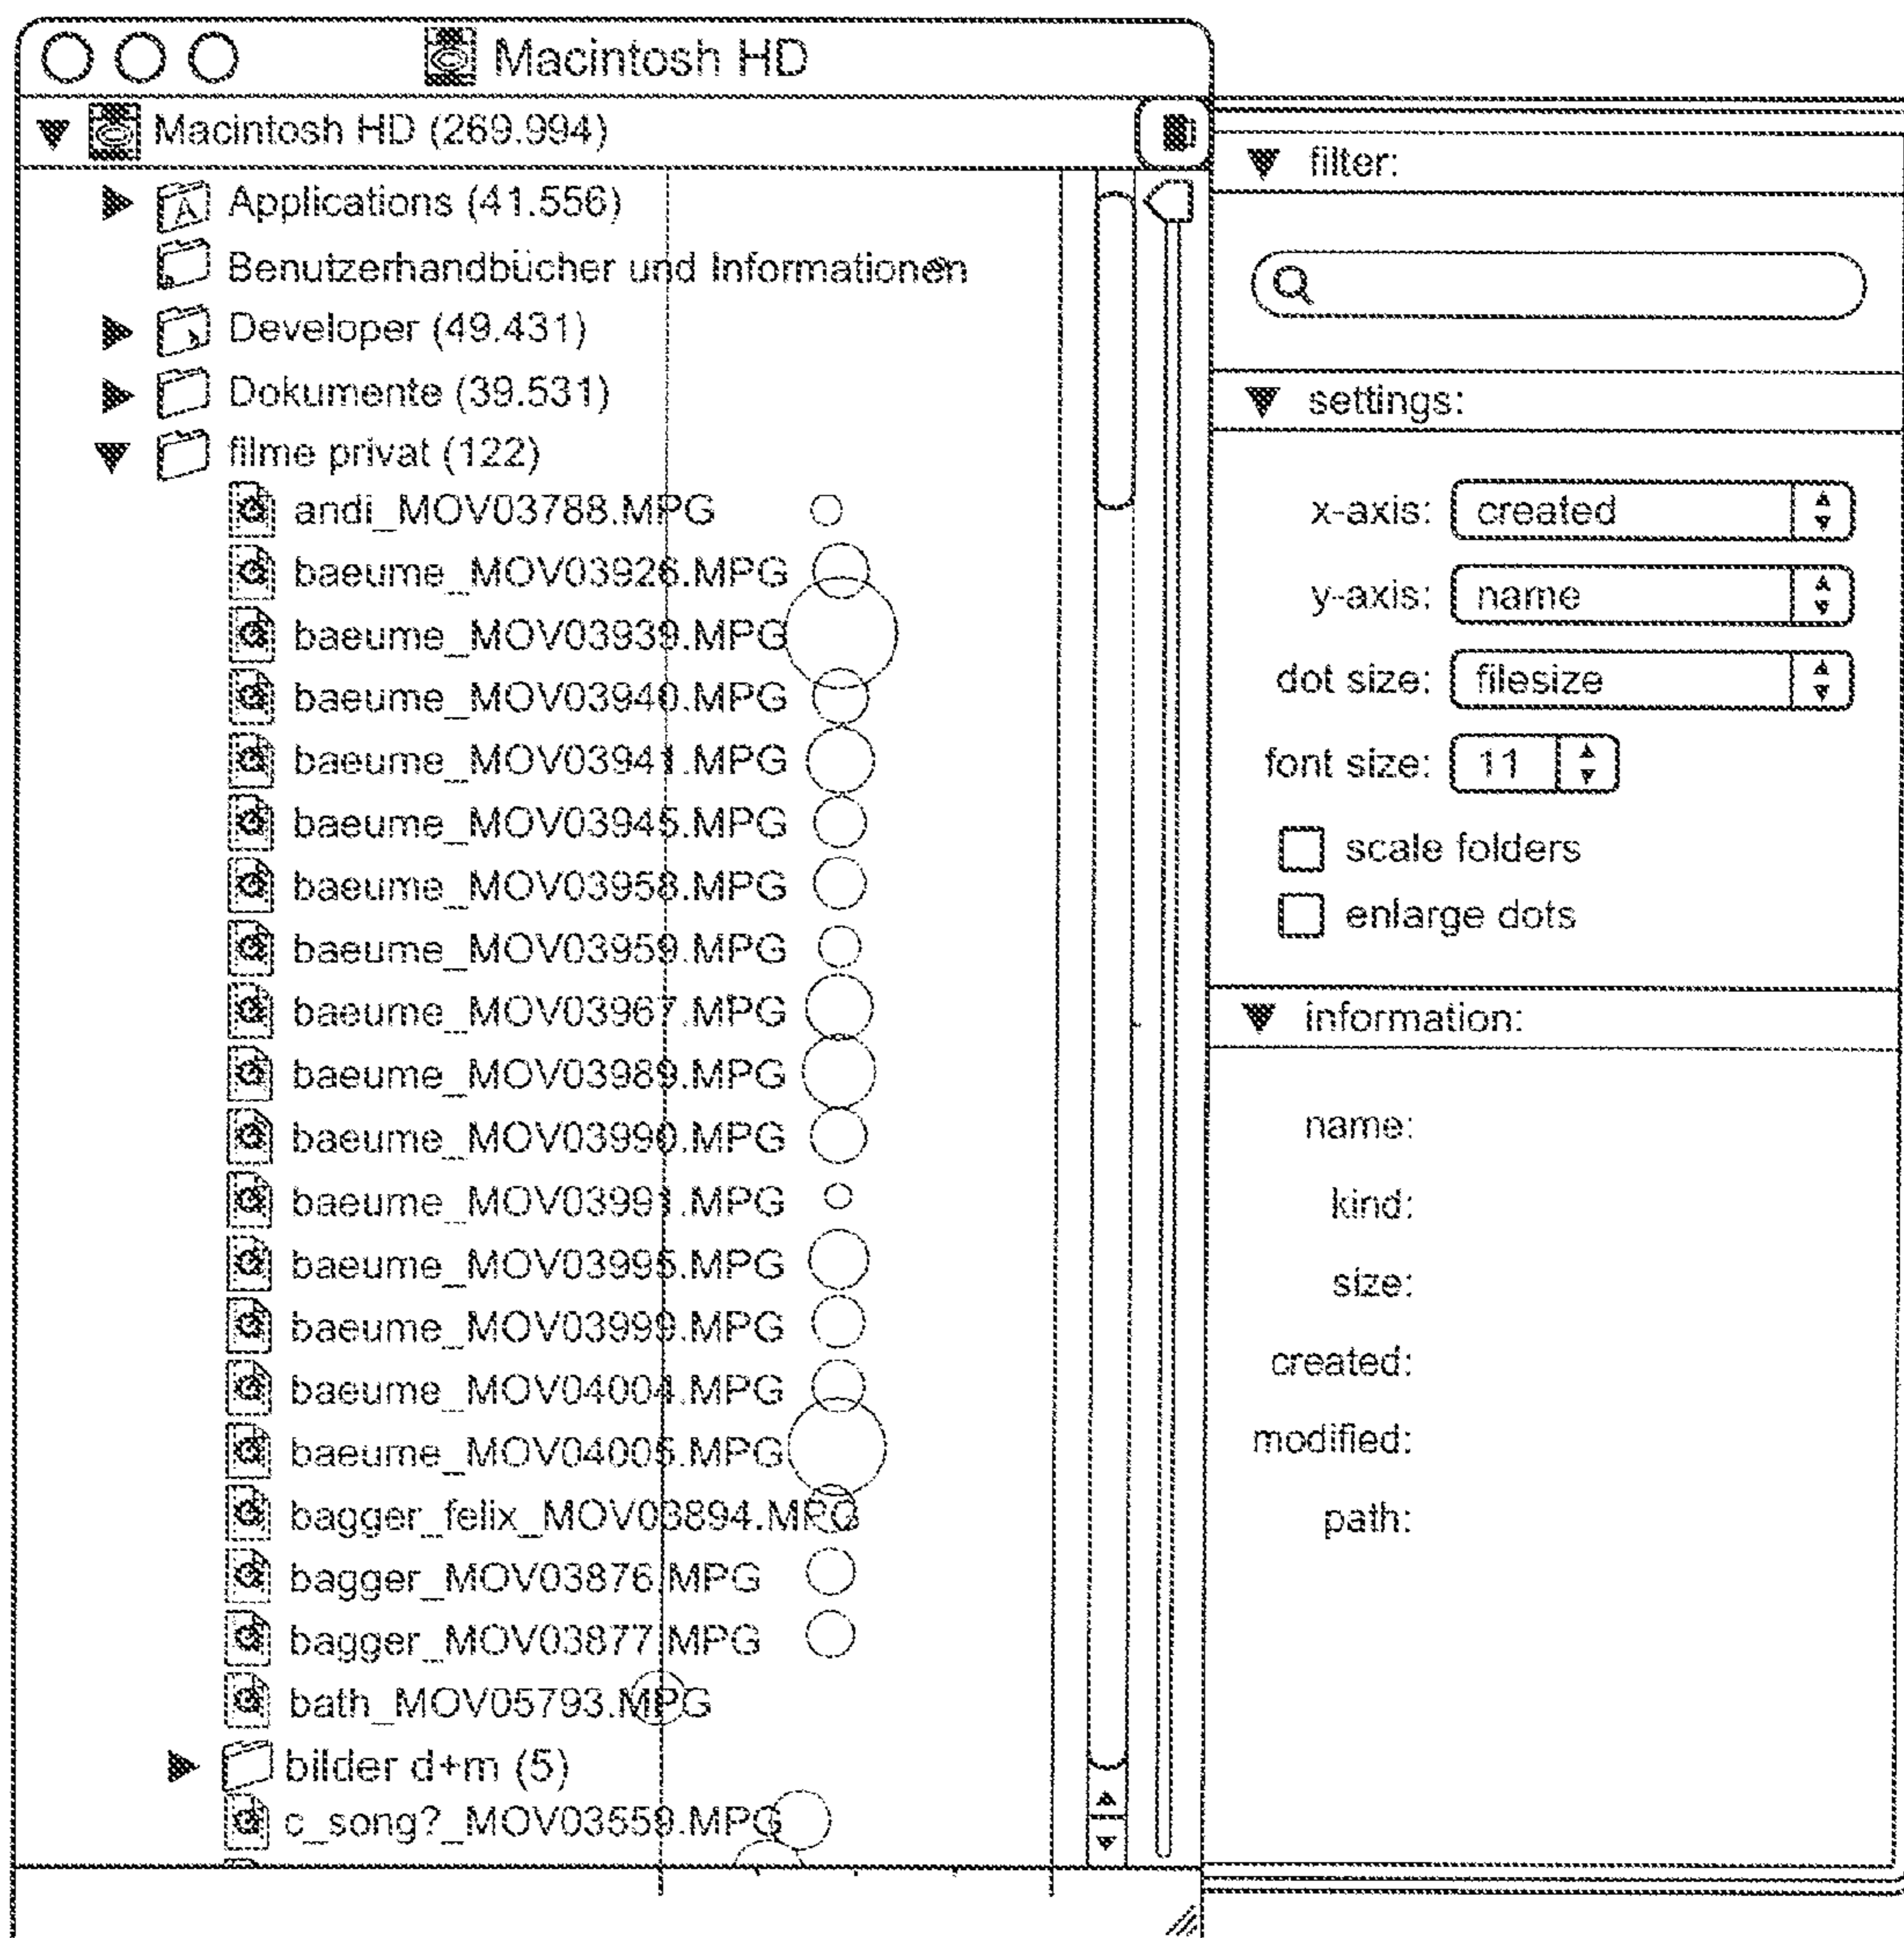 Macintosh HD
Macintosh HD (269.994)
Applications (41.556)
Benutzerhandbücher und Informationen
Developer (49.431)
Dokumente (39.531)
filme privat (122)
andi_MOV03788.MPG
baeume_MOV03926.MPG
baeume_MOV03939.MPG
baeume_MOV03940.MPG
baeume_MOV03941.MPG
baeume_MOV03945.MPG
baeume_MOV03958.MPG
baeume_MOV03959.MPG
baeume_MOV03967.MPG
baeume_MOV03989.MPG
baeume_MOV03990.MPG
baeume_MOV03991.MPG
baeume_MOV03995.MPG
baeume_MOV03999.MPG
baeume_MOV04004.MPG
baeume_MOV04005.MPG
bagger_felix_MOV03894.MPG
bagger_MOV03876.MPG
bagger_MOV03877.MPG
bath_MOV05793.MPG
bilder d+m (5)
c_song?_MOV03559.MPG
filter:
settings:
x-axis: created
y-axis: name
dot size: filesize
font size: 11
scale folders
enlarge dots
information:
name:
kind:
size:
created:
modified:
path: